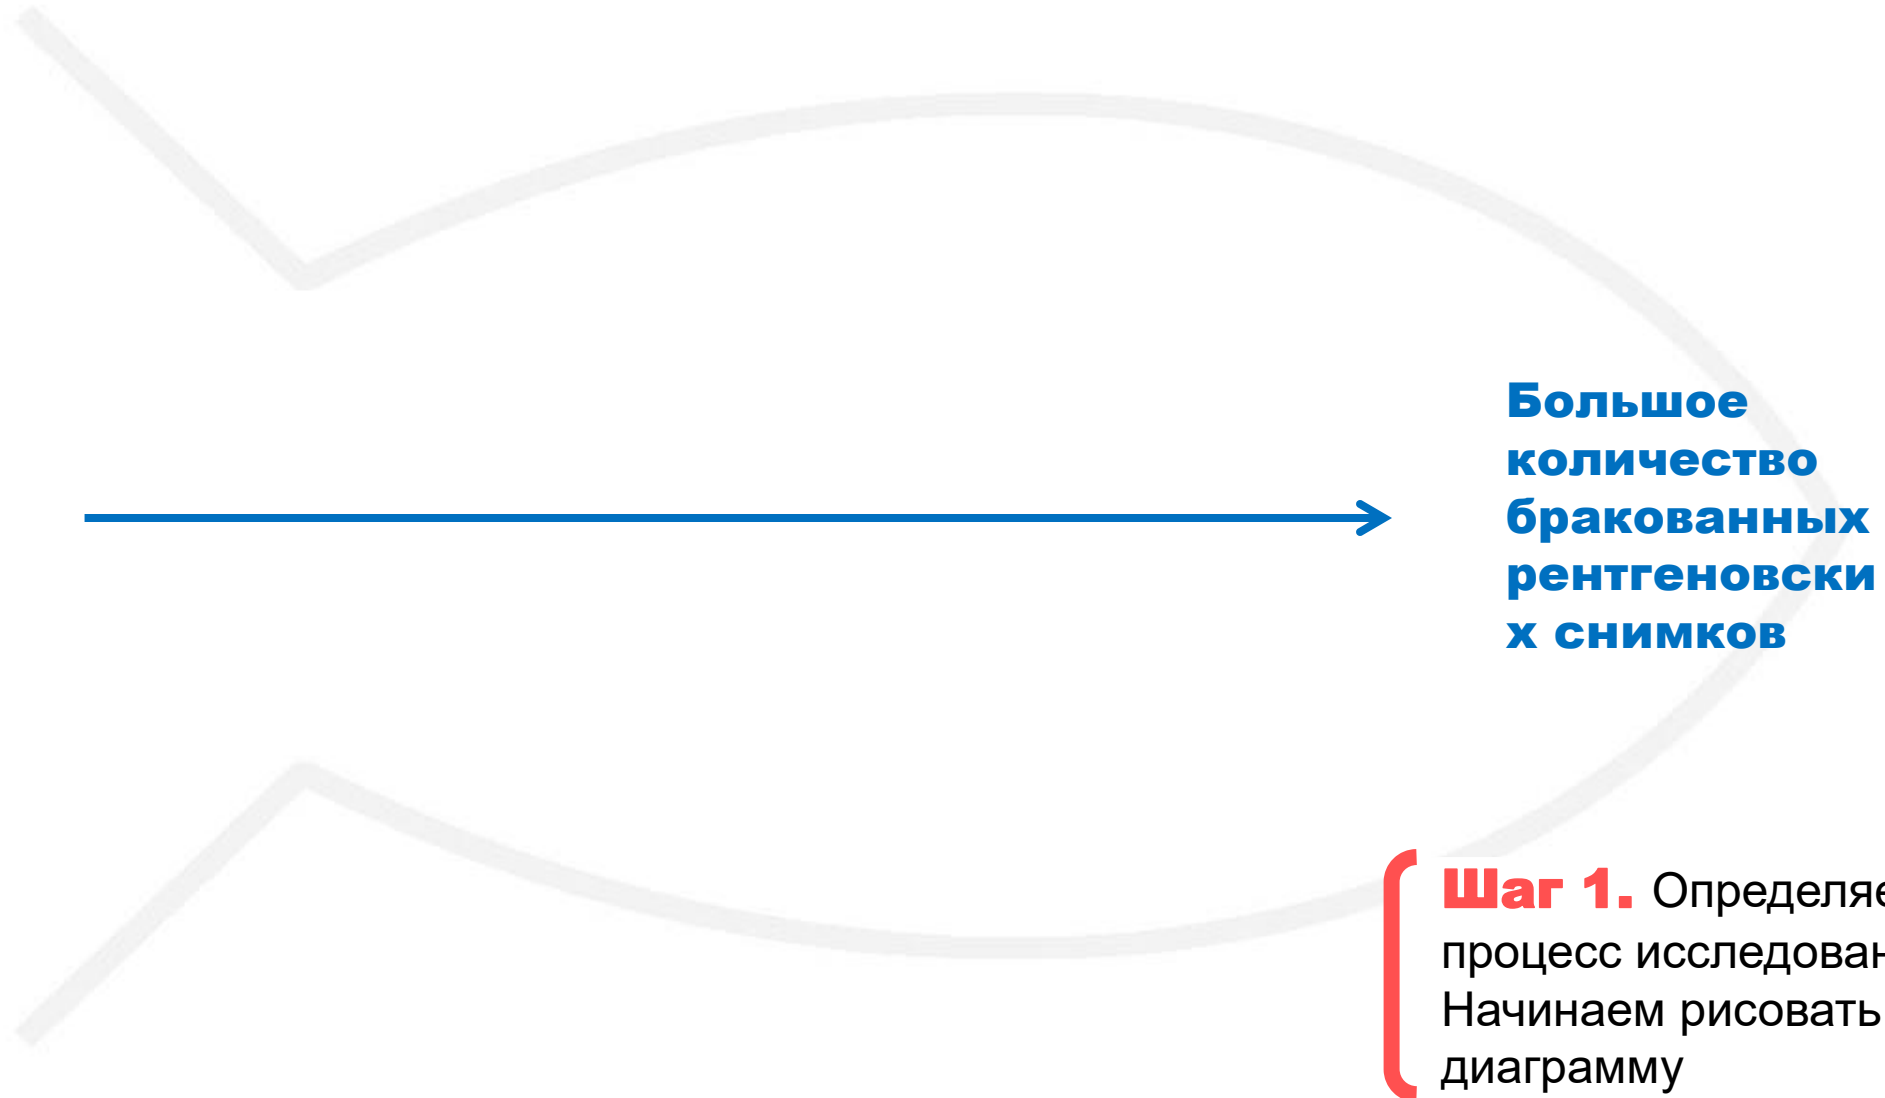 Большое
количество
бракованных
рентгеновски
х снимков
Шаг 1. Определяе
процесс исследован
Начинаем рисовать
диаграмму